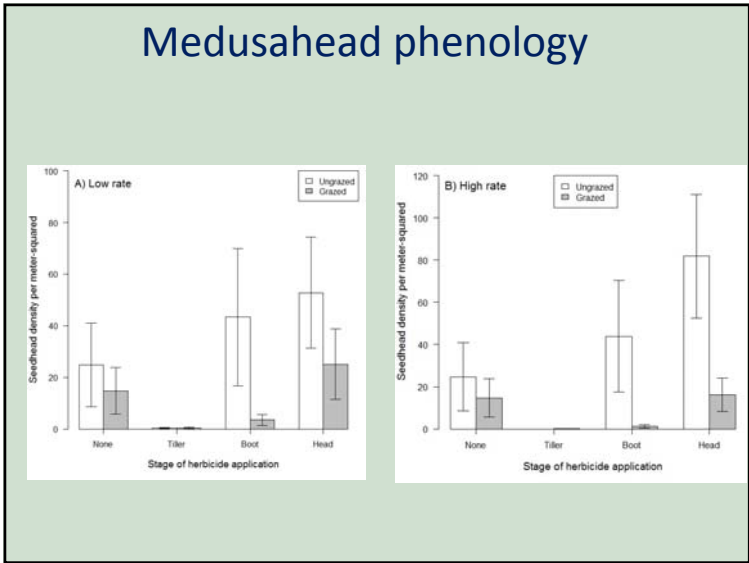 Medusahead phenology
A) Low rate
Ungrazed
Grazed
Seedhead density per meter-squared
100
80
60
40
20
0
None Tiller Boot Head
Stage of herbicide application
B) High rate
Ungrazed
Grazed
Seedhead density per meter-squared
120
100
80
60
40
20
0
None Tiller Boot Head
Stage of herbicide application